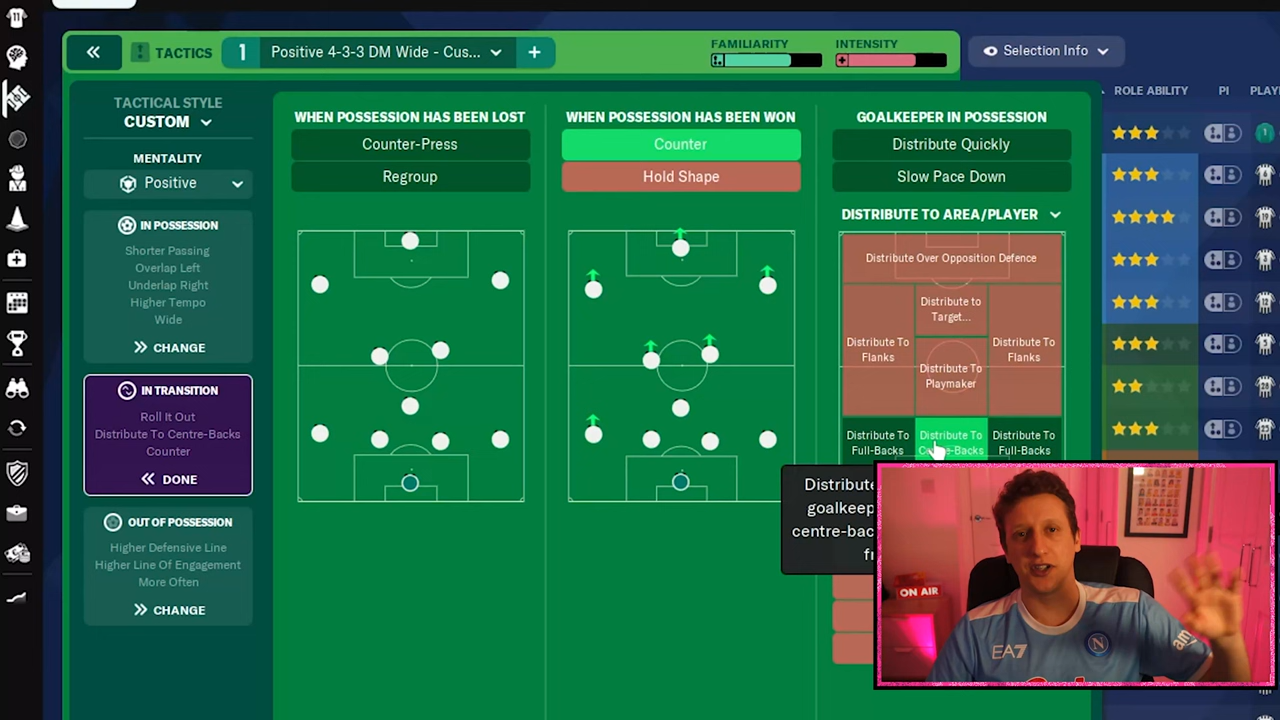 TACTICS
1
Positive 4-3-3 DM Wide - Cus...
+
FAMILIARITY
INTENSITY
Selection Info
TACTICAL STYLE
CUSTOM
MENTALITY
Positive
IN POSSESSION
Shorter Passing
Overlap Left
Underlap Right
Higher Tempo
Wide
CHANGE
IN TRANSITION
Roll It Out
Distribute To Centre-Backs
Counter
DONE
OUT OF POSSESSION
Higher Defensive Line
Higher Line Of Engagement
More Often
CHANGE
WHEN POSSESSION HAS BEEN LOST
Counter-Press
Regroup
WHEN POSSESSION HAS BEEN WON
Counter
Hold Shape
GOALKEEPER IN POSSESSION
Distribute Quickly
Slow Pace Down
DISTRIBUTE TO AREA/PLAYER
Distribute Over Opposition Defence
Distribute to
Target...
Distribute To
Flanks
Distribute To
Playmaker
Distribute To
Flanks
Distribute To
Full-Backs
Distribute To
Distribute To
Full-Backs
Distribute
goalkeep
centre-bac
fr
ROLE ABILITY
PI
PLAYE
ON AIR
EA7
N